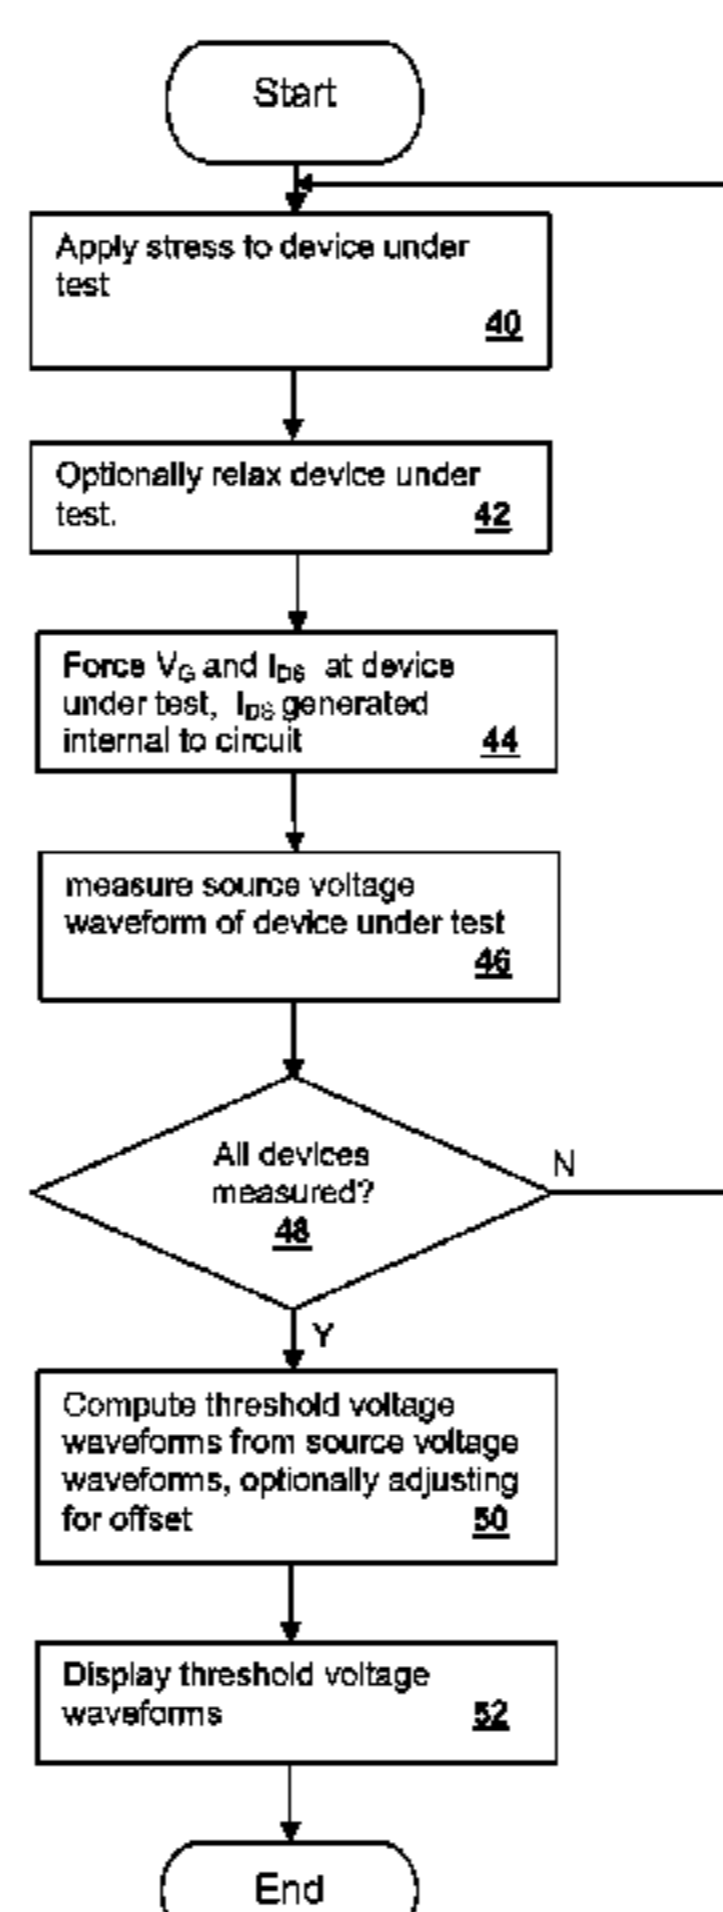 Start
Apply stress to device under
test
40
Optionally relax device under
test. 42
Force VG and IDS at device
under test, IDS generated
internal to circuit 44
measure source voltage
waveform of device under test
46
All devices
measured?
48
N
Y
Compute threshold voltage
waveforms from source voltage
waveforms, optionally adjusting
for offset 50
Display threshold voltage
waveforms 52
End